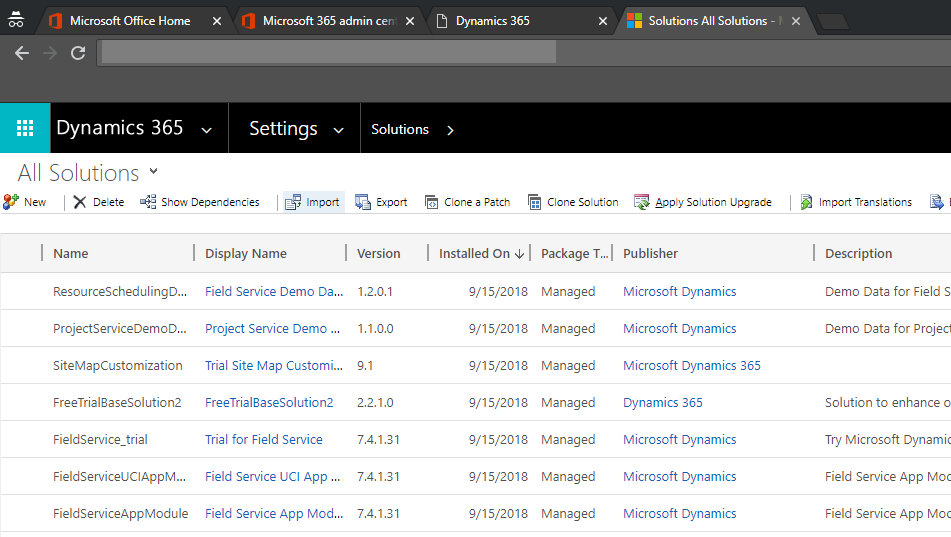 Microsoft Office Home Microsoft 365 admin cen Dynamics 365 Solutions All Solutions -
Dynamics 365 Settings Solutions
All Solutions
New Delete Show Dependencies Import Export Clone a Patch Clone Solution Apply Solution Upgrade Import Translations
Name Display Name Version Installed On Package T... Publisher Description
ResourceSchedulingD... Field Service Demo Da... 1.2.0.1 9/15/2018 Managed Microsoft Dynamics Demo Data for Field S
ProjectServiceDemoD... Project Service Demo ... 1.1.0.0 9/15/2018 Managed Microsoft Dynamics Demo Data for Project
SiteMapCustomization Trial Site Map Customi... 9.1 9/15/2018 Managed Microsoft Dynamics 365
FreeTrialBaseSolution2 FreeTrialBaseSolution2 2.2.1.0 9/15/2018 Managed Dynamics 365 Solution to enhance o
FieldService_trial Trial for Field Service 7.4.1.31 9/15/2018 Managed Microsoft Dynamics Try Microsoft Dynamic
FieldServiceUCIAppM... Field Service UCI App ... 7.4.1.31 9/15/2018 Managed Microsoft Dynamics Field Service App Moc
FieldServiceAppModule Field Service App Mod... 7.4.1.31 9/15/2018 Managed Microsoft Dynamics Field Service App Moc